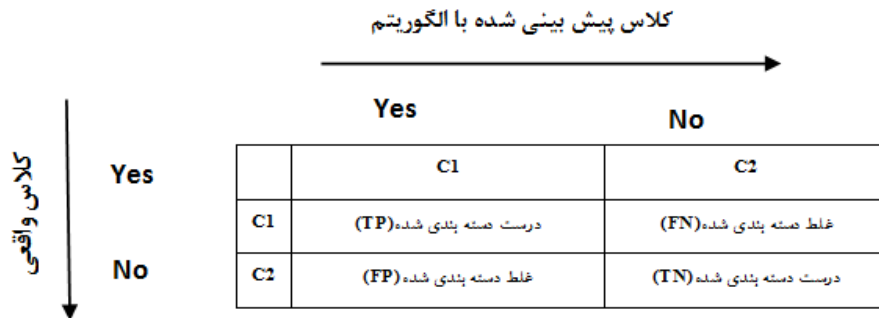 کلاس پیش بینی شده با الگوریتم
Yes No
کلاس واقعی
Yes
No
C1 C2
C1 درست دسته بندی شده(TP) غلط دسته بندی شده(FN)
C2 غلط دسته بندی شده(FP) درست دسته بندی شده(TN)